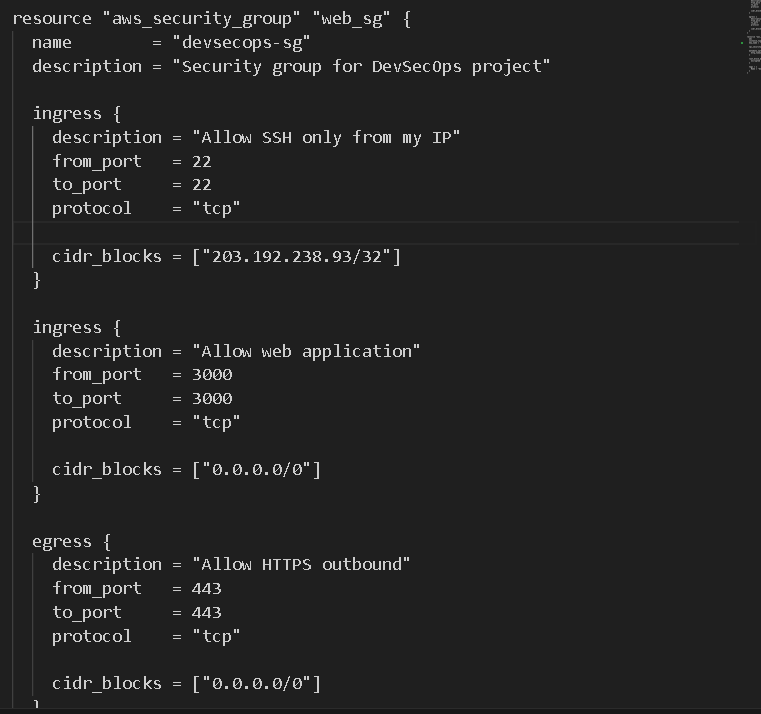 resource "aws_security_group" "web_sg" {
  name        = "devsecops-sg"
  description = "Security group for DevSecOps project"

  ingress {
    description = "Allow SSH only from my IP"
    from_port   = 22
    to_port     = 22
    protocol    = "tcp"

    cidr_blocks = ["203.192.238.93/32"]
  }

  ingress {
    description = "Allow web application"
    from_port   = 3000
    to_port     = 3000
    protocol    = "tcp"

    cidr_blocks = ["0.0.0.0/0"]
  }

  egress {
    description = "Allow HTTPS outbound"
    from_port   = 443
    to_port     = 443
    protocol    = "tcp"

    cidr_blocks = ["0.0.0.0/0"]
  }